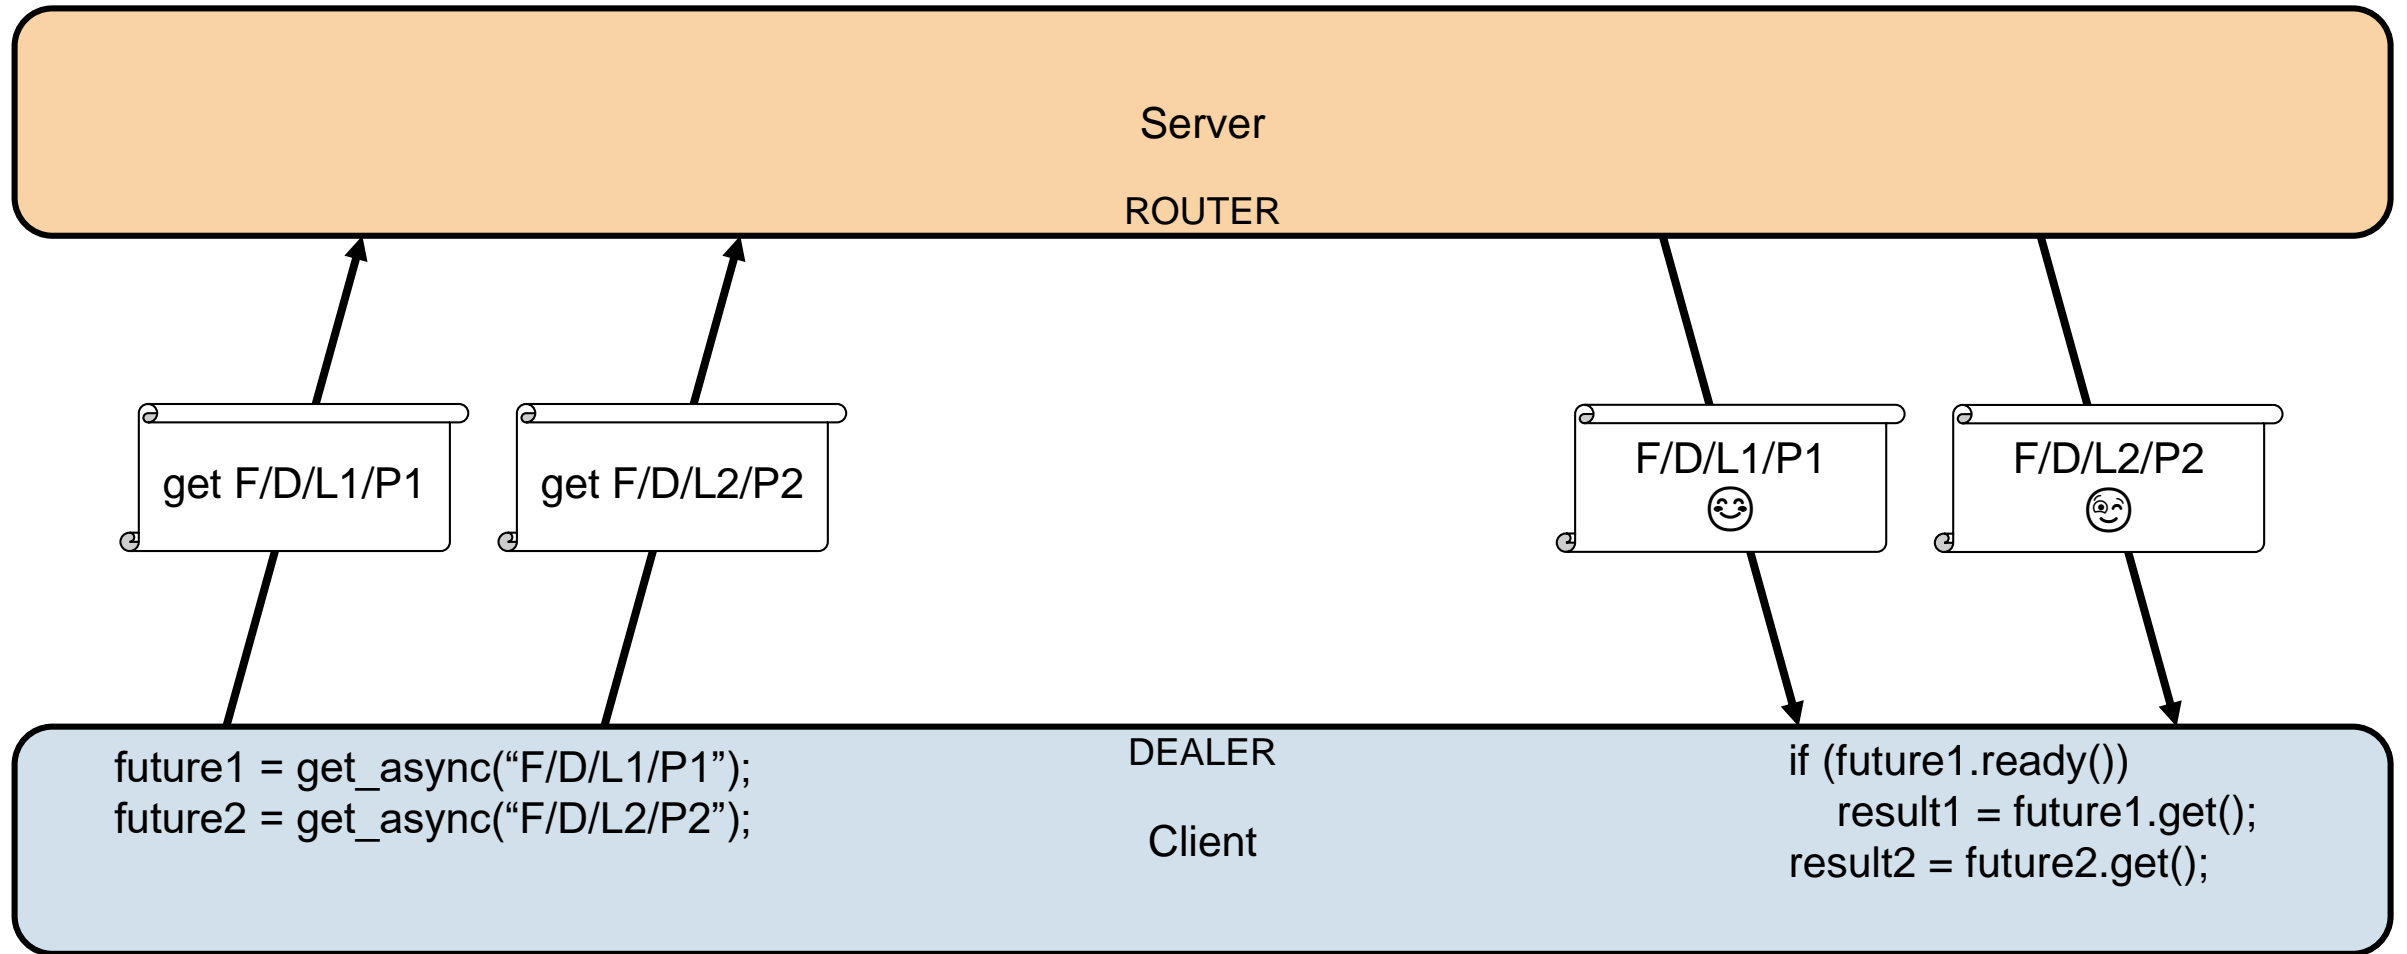 Server
ROUTER
get F/D/L1/P1
get F/D/L2/P2
F/D/L1/P1
F/D/L2/P2
DEALER
Client
future1 = get_async(“F/D/L1/P1”);
future2 = get_async(“F/D/L2/P2”);
if (future1.ready())
result1 = future1.get();
result2 = future2.get();